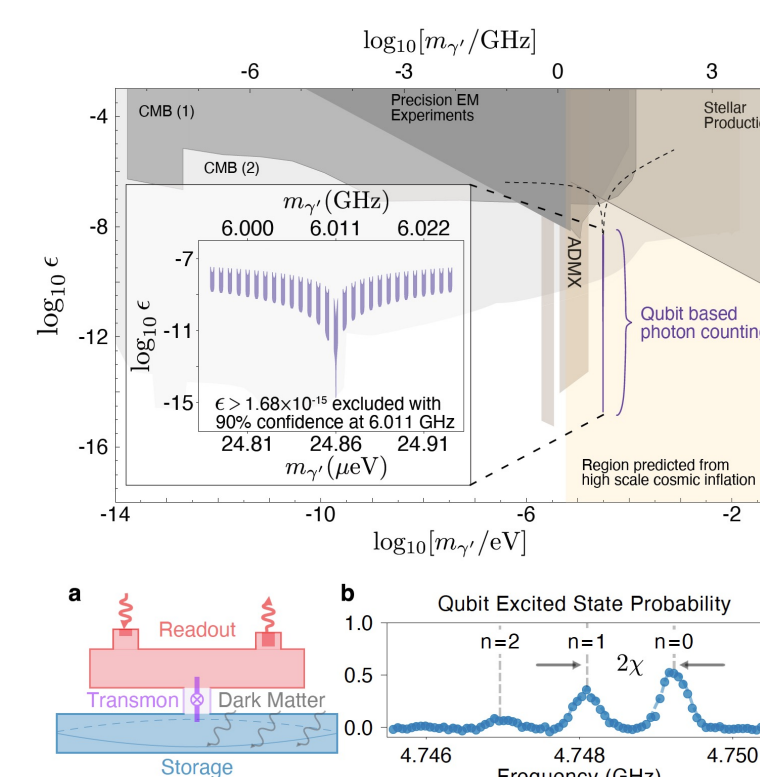 log₁₀[mγ′/GHz]
-6 -3 0 3
-4
-8
-12
-16
log₁₀ ϵ
CMB (1)
CMB (2)
Precision EM
Experiments
Stellar
ADMX
Qubit based
photon
Region predicted from
high scale cosmic inflation
mγ′(GHz)
6.000 6.011 6.022
-7
-11
-15
log₁₀ ϵ
ϵ > 1.68×10⁻¹⁵ excluded with
90% confidence at 6.011 GHz
24.81 24.86 24.91
mγ′(μeV)
-14 -10 -6 -2
log₁₀[mγ′/eV]
a
Readout
Transmon
Dark Matter
Storage
b
Qubit Excited State Probability
1.0
0.5
0.0
n=2 n=1 n=0
2χ
4.746 4.748 4.750
Frequency (GHz)